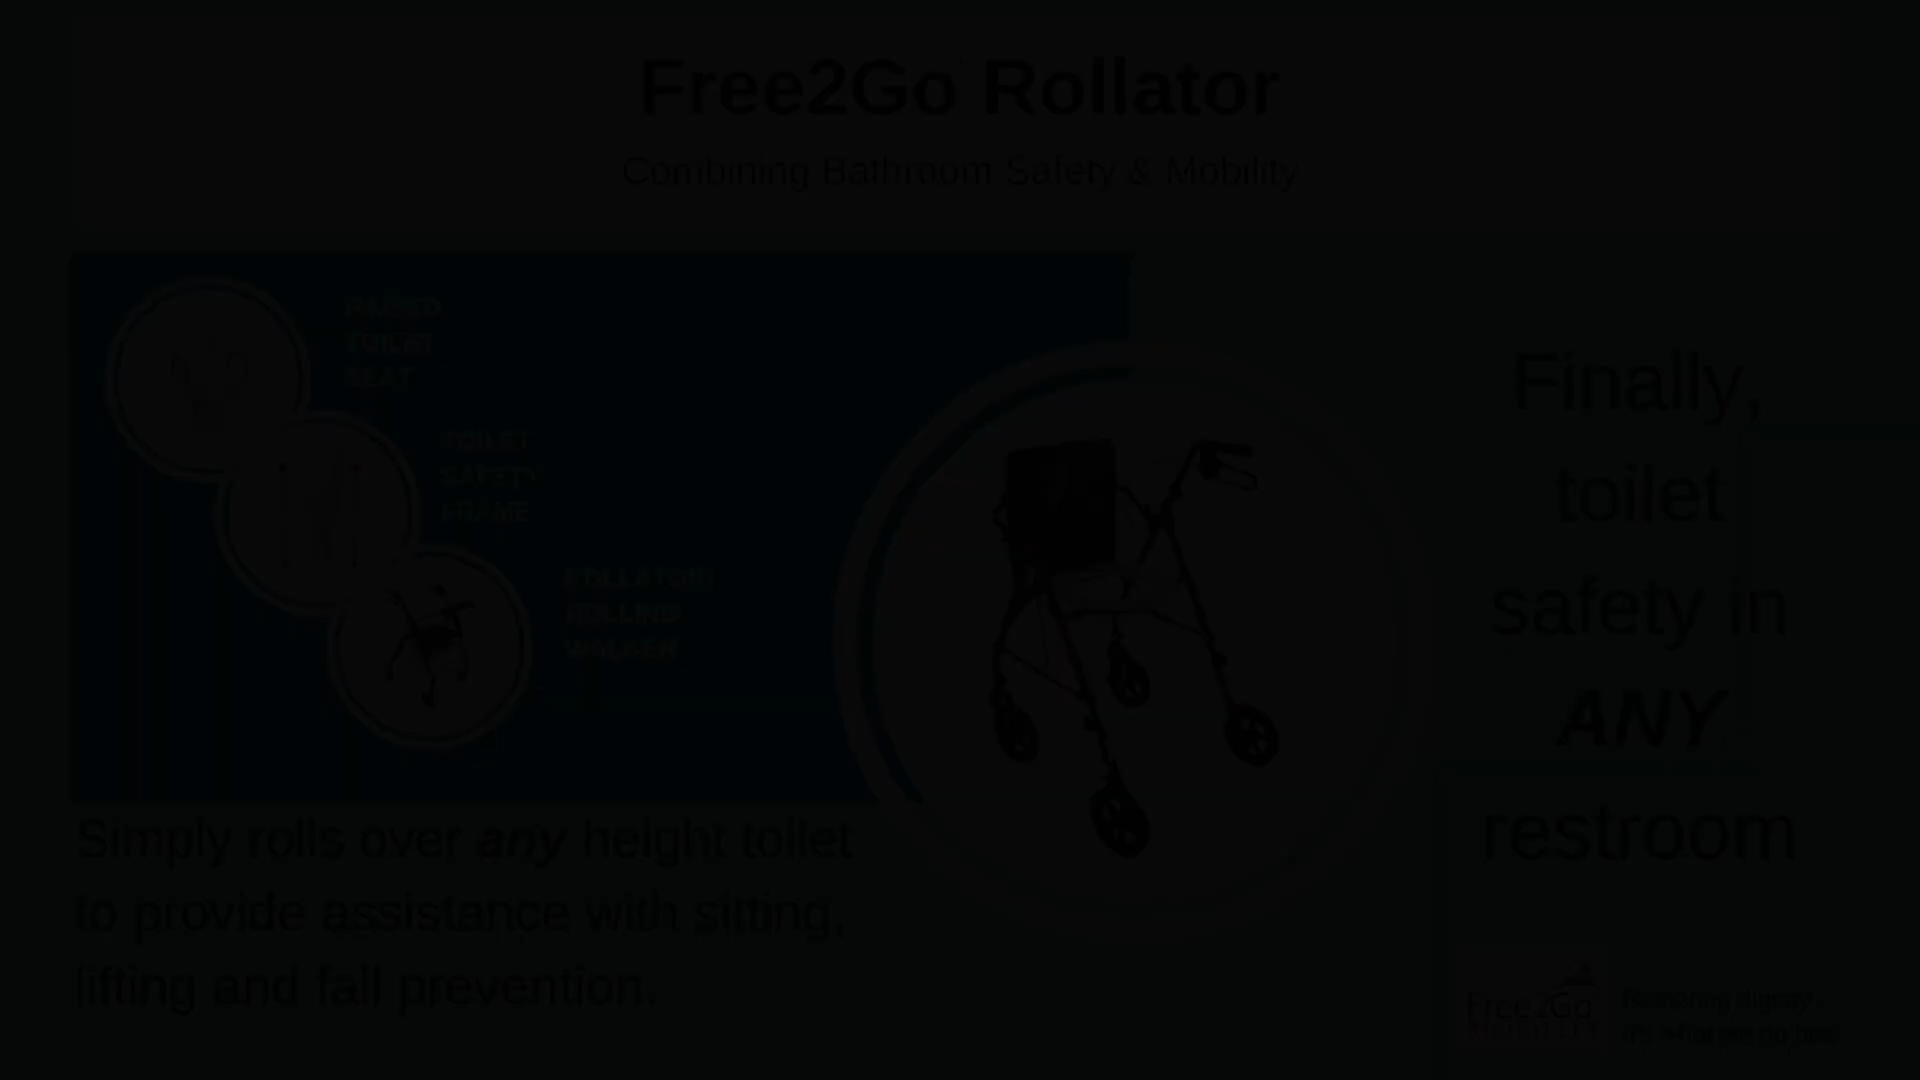 Free2Go Rollator
Combining Bathroom Safety & Mobility
RAISED
TOILET
SEAT
TOILET
SAFETY
FRAME
ROLLATOR/
ROLLING
WALKER
Finally,
toilet
safety in
ANY
restroom
Simply rolls over any height toilet
to provide assistance with sitting,
lifting and fall prevention.
Free2Go
MOBILITY